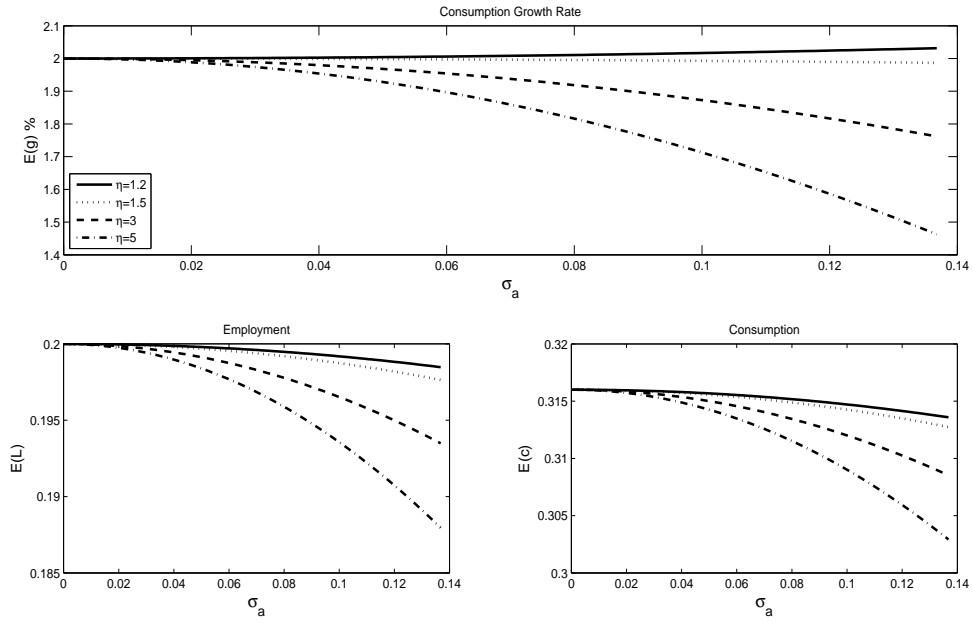 Consumption Growth Rate
2.1
2
1.9
1.8
1.7
1.6
1.5
1.4
E(g) %
η=1.2
η=1.5
η=3
η=5
0 0.02 0.04 0.06 0.08 0.1 0.12 0.14
σa
Employment
0.2
0.195
0.19
0.185
E(L)
0 0.02 0.04 0.06 0.08 0.1 0.12 0.14
σa
Consumption
0.32
0.315
0.31
0.305
0.3
E(c)
0 0.02 0.04 0.06 0.08 0.1 0.12 0.14
σa